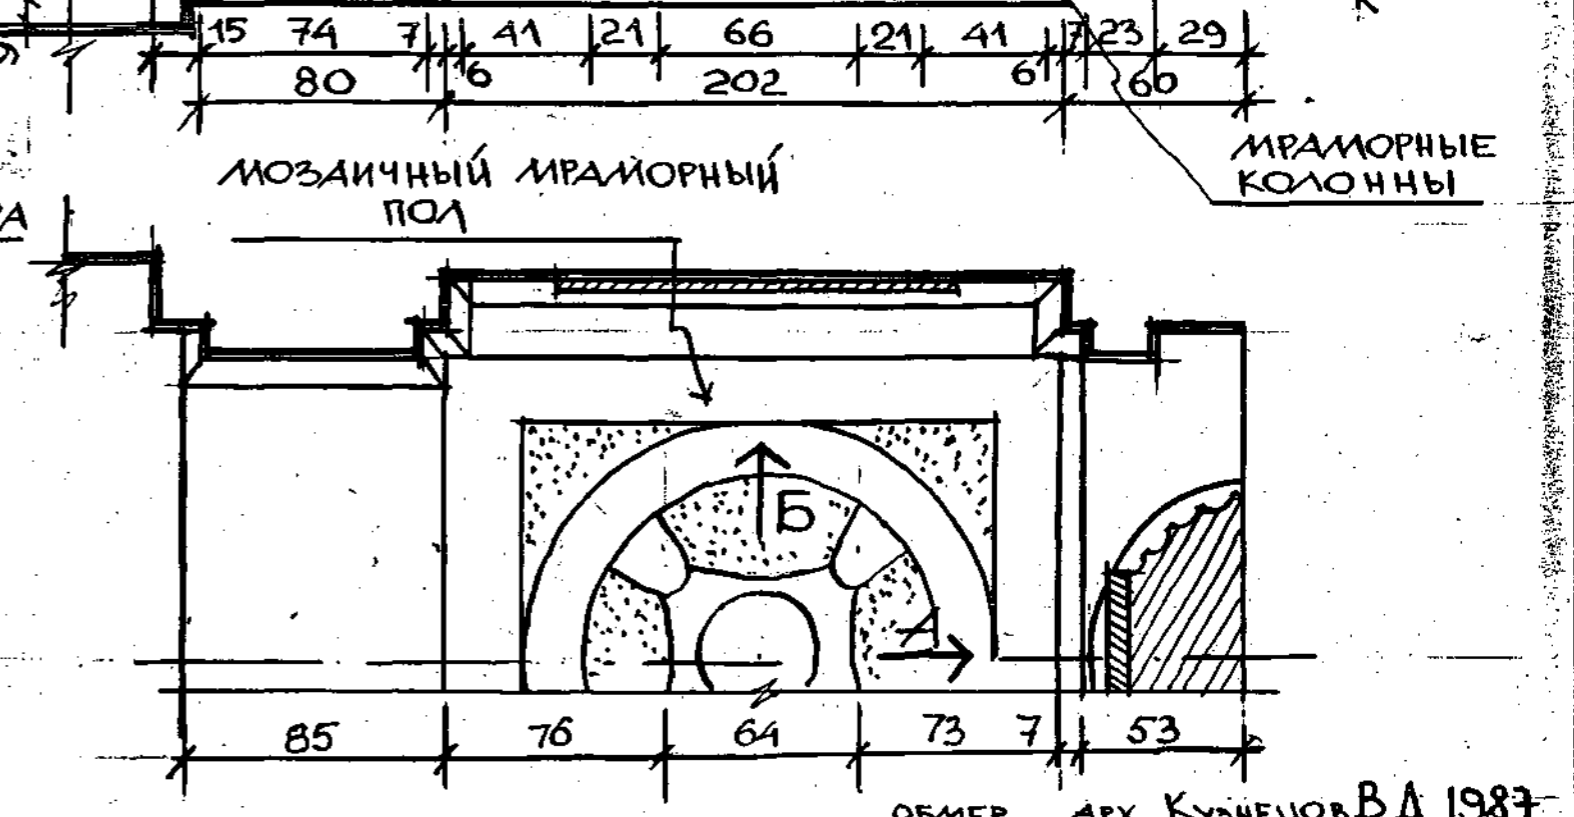 15 74 7 41 21 66 21 41 7 23 29
6 6
80 202 60
МРАМОРНЫЕ
КОЛОННЫ
МОЗАИЧНЫЙ МРАМОРНЫЙ
ПОЛ
Б
А
85 76 64 73 7 53
ОБМЕР АРХ КУЗНЕЦОВ В Д 1987